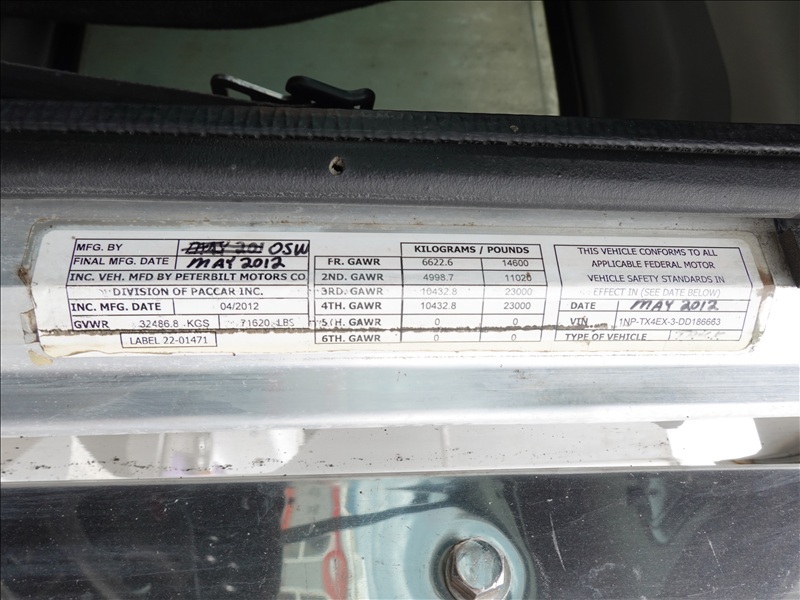 MFG. BY MAY 201 OSW
FINAL MFG. DATE MAY 2012
INC. VEH. MFD BY PETERBILT MOTORS CO
DIVISION OF PACCAR INC.
INC. MFG. DATE 04/2012
GVWR 32486.8 KGS 71620 LBS
LABEL 22-01471
KILOGRAMS / POUNDS
FR. GAWR 6622.6 14600
2ND. GAWR 4998.7 11020
3RD. GAWR 10432.8 23000
4TH. GAWR 10432.8 23000
5TH. GAWR 0 0
6TH. GAWR 0 0
THIS VEHICLE CONFORMS TO ALL
APPLICABLE FEDERAL MOTOR
VEHICLE SAFETY STANDARDS IN
EFFECT IN (SEE DATE BELOW)
DATE MAY 2012
VIN 1NP-TX4EX-3-DD186663
TYPE OF VEHICLE